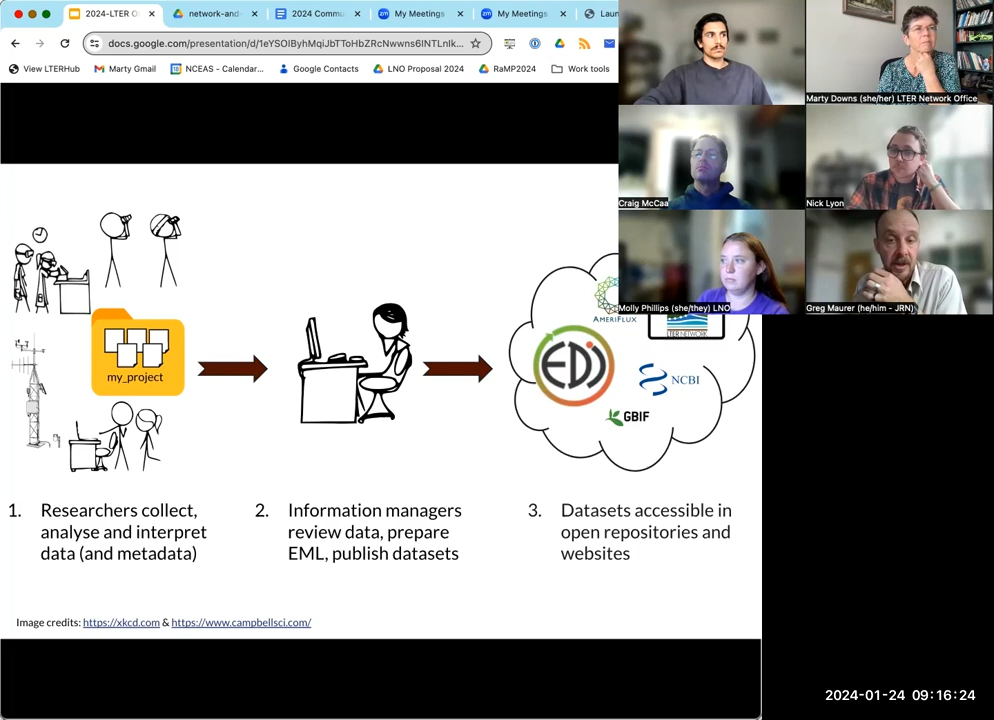 2024-LTER O
network-and-
2024 Commu
My Meetings
My Meetings
Laun
docs.google.com/presentation/d/1eYSOIByhMqiJbTToHbZRcNwwns6INTLnlk...
View LTERHub
Marty Gmail
NCEAS - Calendar...
Google Contacts
LNO Proposal 2024
RaMP2024
Work tools
Marty Downs (she/her) LTER Network Office
Craig McCaa
Nick Lyon
Molly Phillips (she/they) LNO
Greg Maurer (he/him - JRN)
AMERIFLUX
LTER NETWORK
my_project
EDI
NCBI
GBIF
1. Researchers collect,
analyse and interpret
data (and metadata)
2. Information managers
review data, prepare
EML, publish datasets
3. Datasets accessible in
open repositories and
websites
Image credits: https://xkcd.com & https://www.campbellsci.com/
2024-01-24 09:16:24